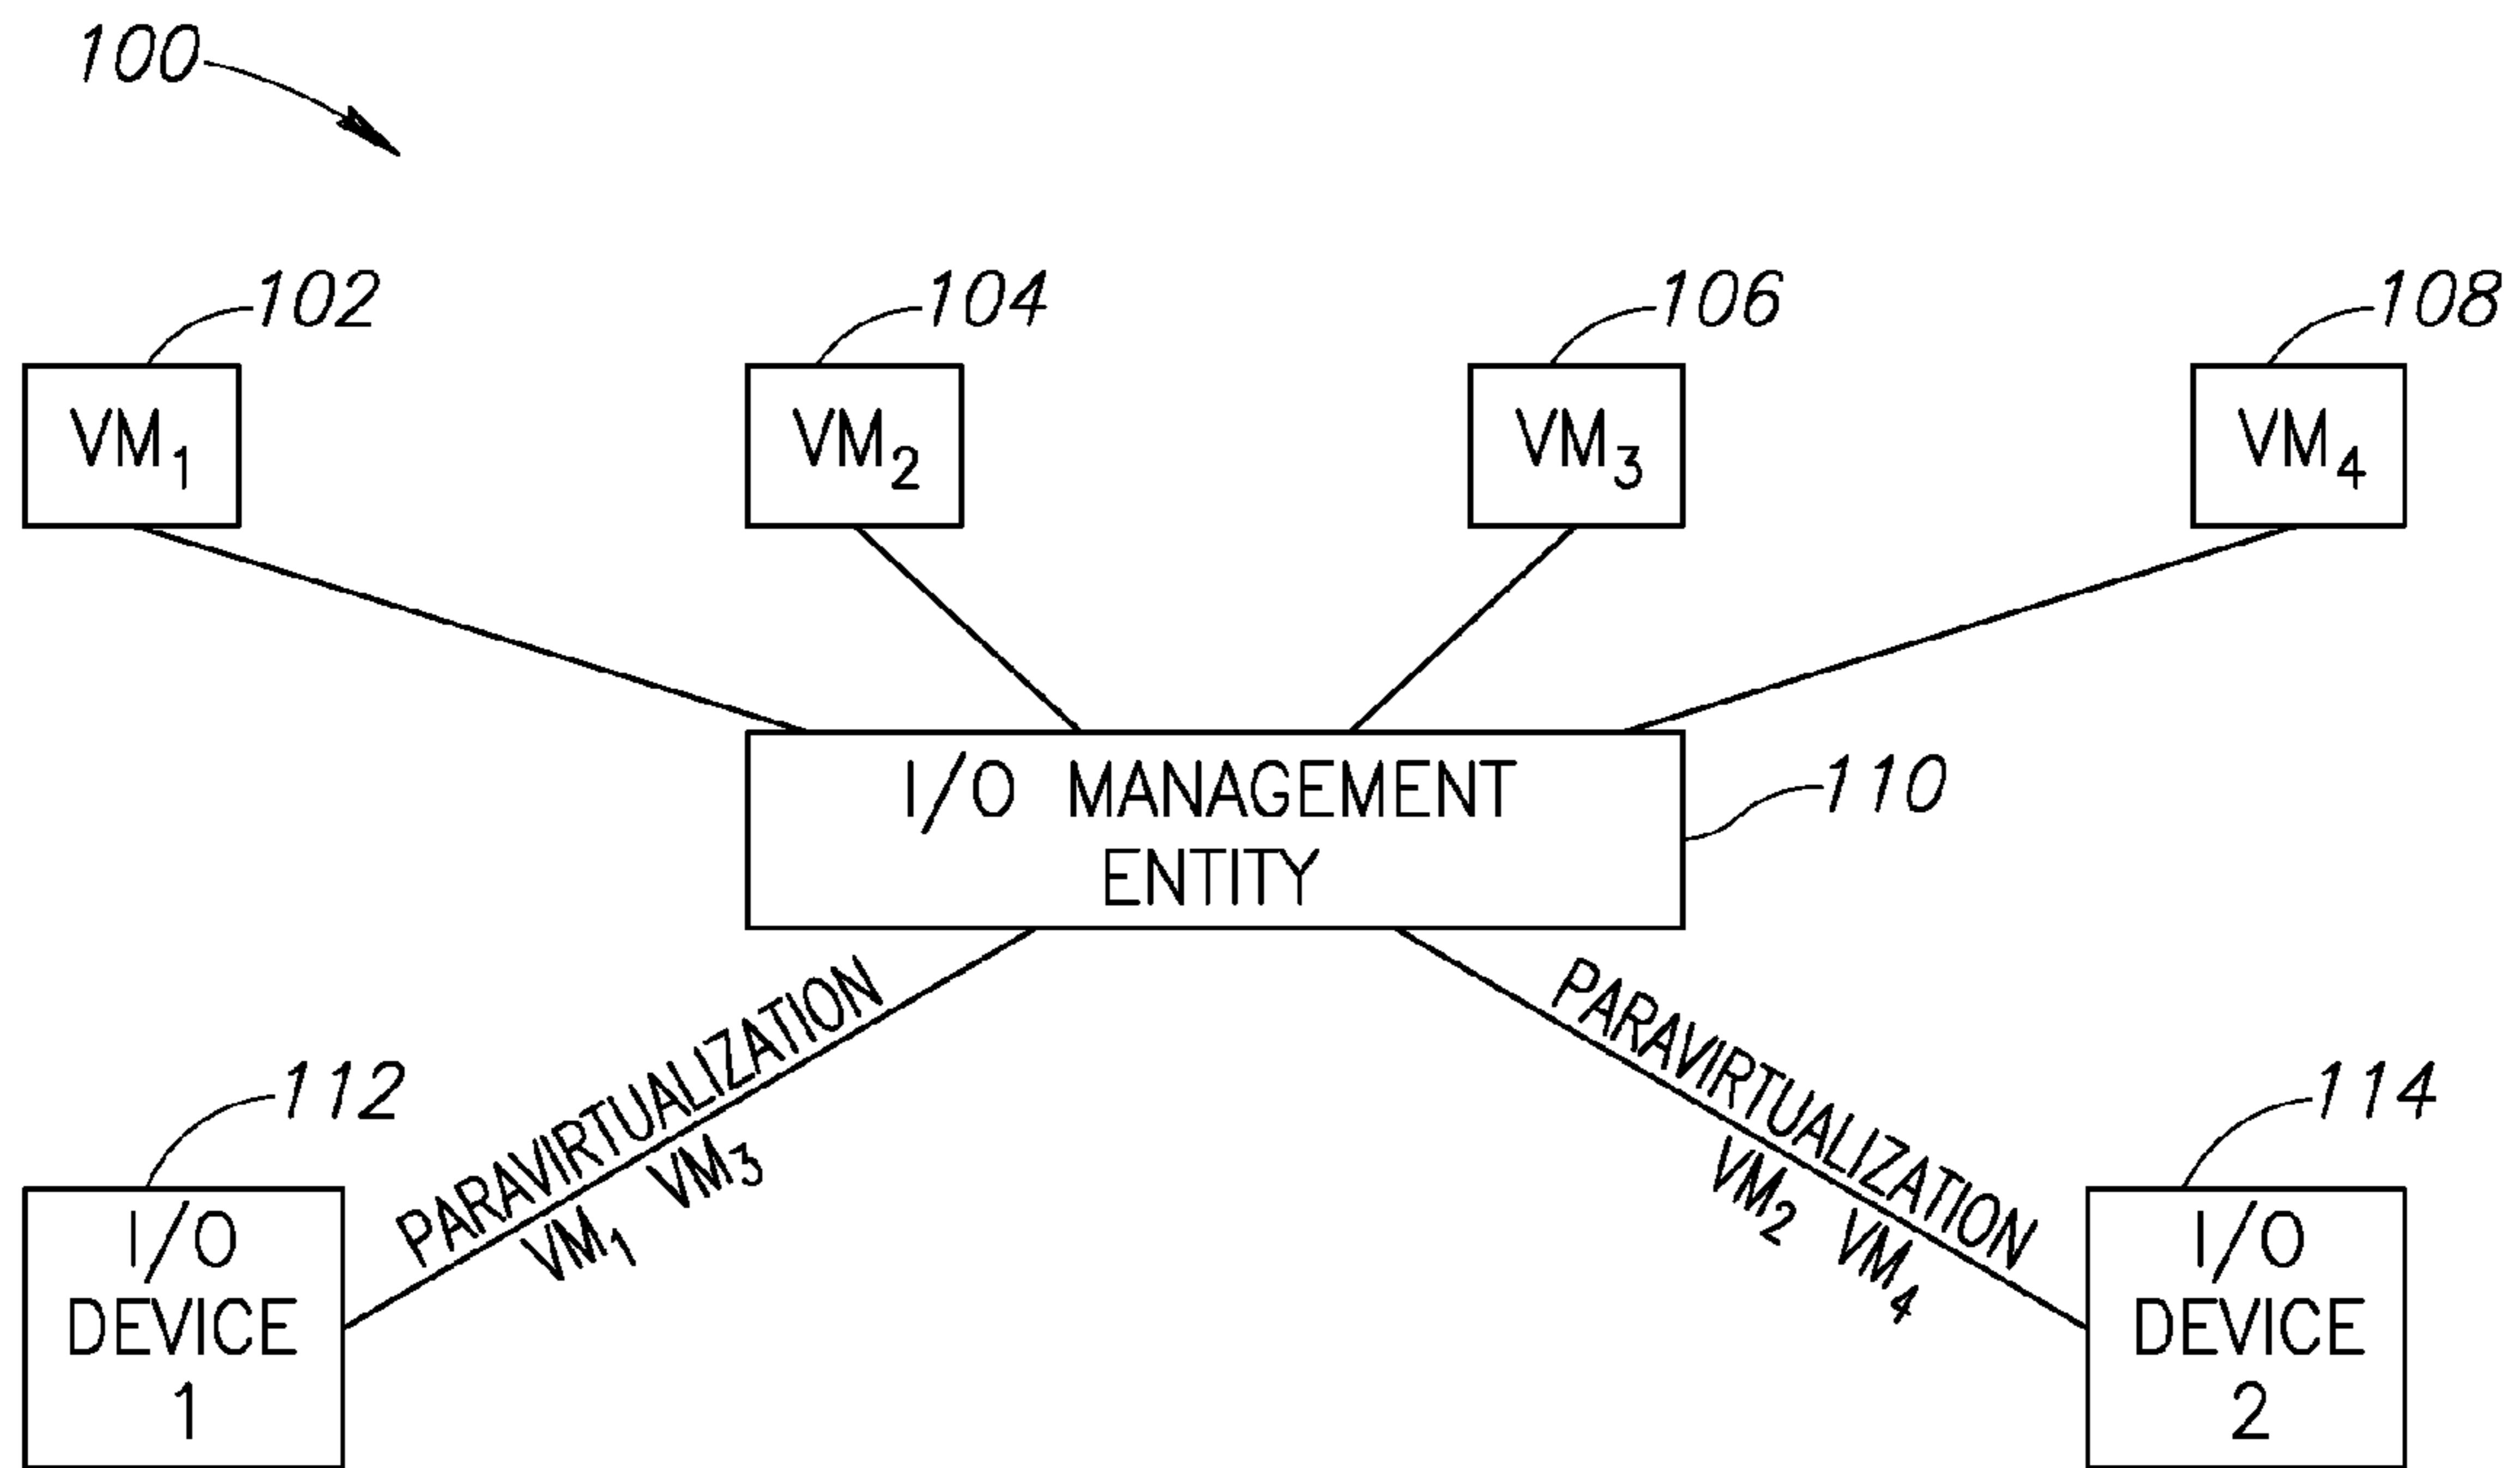 100
102
104
106
108
VM1
VM2
VM3
VM4
I/O MANAGEMENT
ENTITY
110
PARAVIRTUALIZATION
VM1 VM3
PARAVIRTUALIZATION
VM2 VM4
112
I/O
DEVICE
1
114
I/O
DEVICE
2